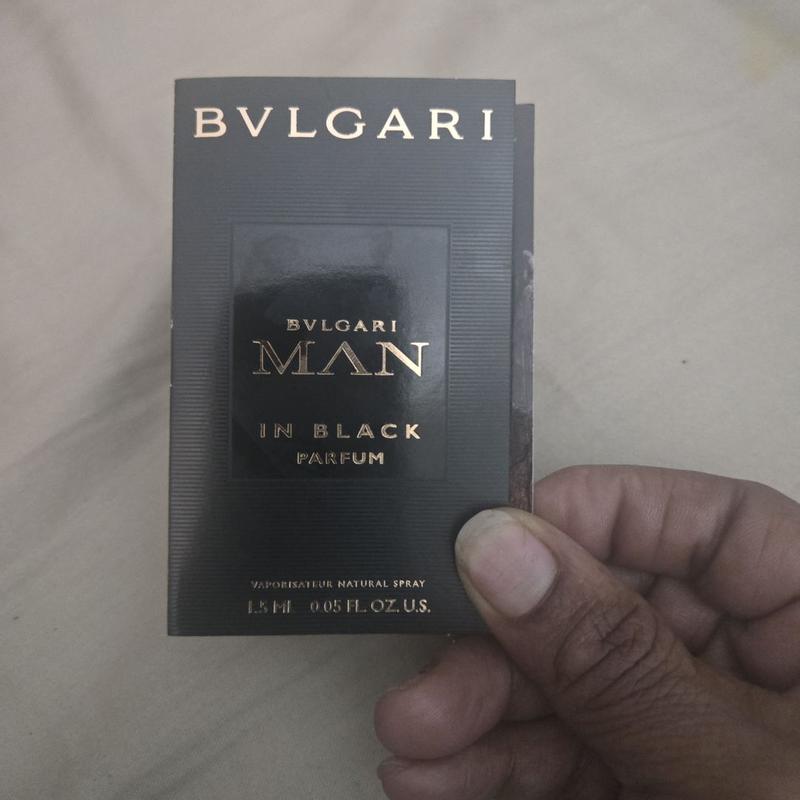 BVLGARI
BVLGARI
MAN
IN BLACK
PARFUM
VAPORISATEUR NATURAL SPRAY
1.5 ML 0.05 FL. OZ. U.S.